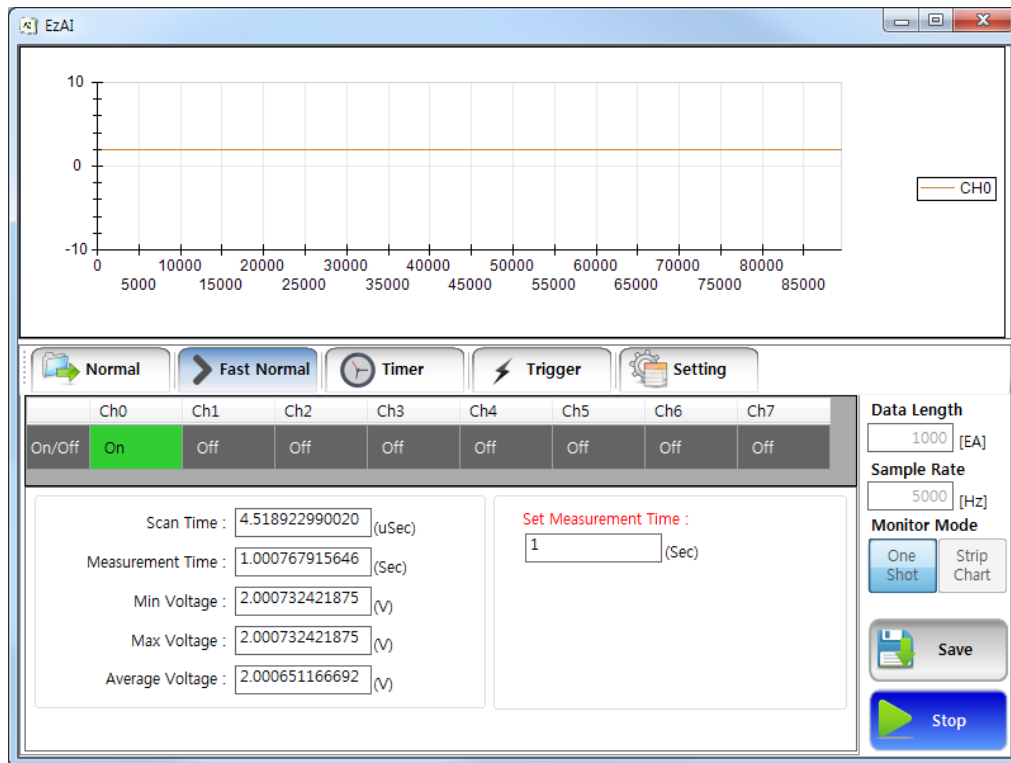 EzAI
10
0
-10
CH0
0 10000 20000 30000 40000 50000 60000 70000 80000
5000 15000 25000 35000 45000 55000 65000 75000 85000
Normal Fast Normal Timer Trigger Setting
Ch0 Ch1 Ch2 Ch3 Ch4 Ch5 Ch6 Ch7
On/Off On Off Off Off Off Off Off Off
Scan Time : 4.518922990020 (uSec)
Measurement Time : 1.000767915646 (Sec)
Min Voltage : 2.000732421875 (V)
Max Voltage : 2.000732421875 (V)
Average Voltage : 2.000651166692 (V)
Set Measurement Time :
1 (Sec)
Data Length
1000 [EA]
Sample Rate
5000 [Hz]
Monitor Mode
One Shot
Strip Chart
Save
Stop